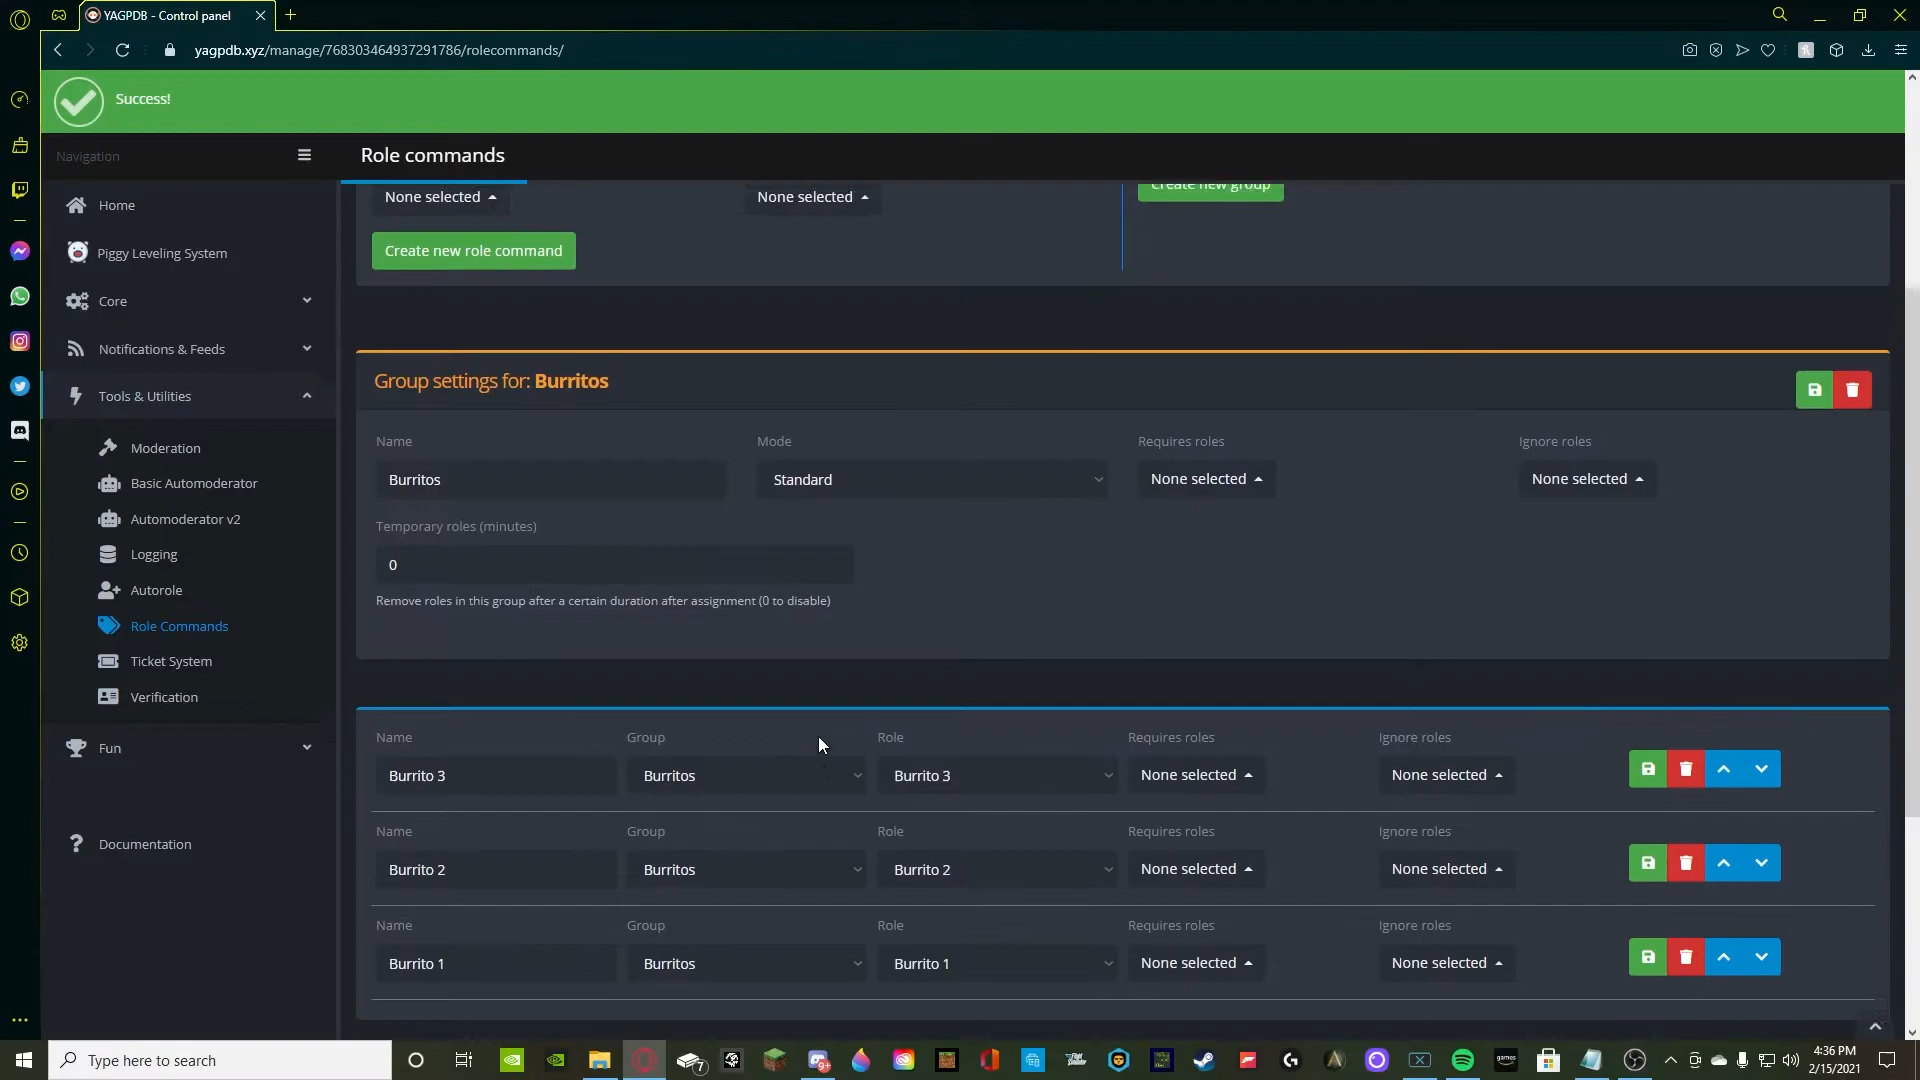 YAGPDB - Control panel
yagpdb.xyz/manage/768303464937291786/rolecommands/
Success!
Navigation
Role commands
Home
Piggy Leveling System
Core
Notifications & Feeds
Tools & Utilities
Moderation
Basic Automoderator
Automoderator v2
Logging
Autorole
Role Commands
Ticket System
Verification
Fun
Documentation
None selected
None selected
Create new group
Create new role command
Group settings for: Burritos
Name
Mode
Requires roles
Ignore roles
Burritos
Standard
None selected
None selected
Temporary roles (minutes)
0
Remove roles in this group after a certain duration after assignment (0 to disable)
Name
Group
Role
Requires roles
Ignore roles
Burrito 3
Burritos
Burrito 3
None selected
None selected
Name
Group
Role
Requires roles
Ignore roles
Burrito 2
Burritos
Burrito 2
None selected
None selected
Name
Group
Role
Requires roles
Ignore roles
Burrito 1
Burritos
Burrito 1
None selected
None selected
Type here to search
7
9+
games
4:36 PM
2/15/2021